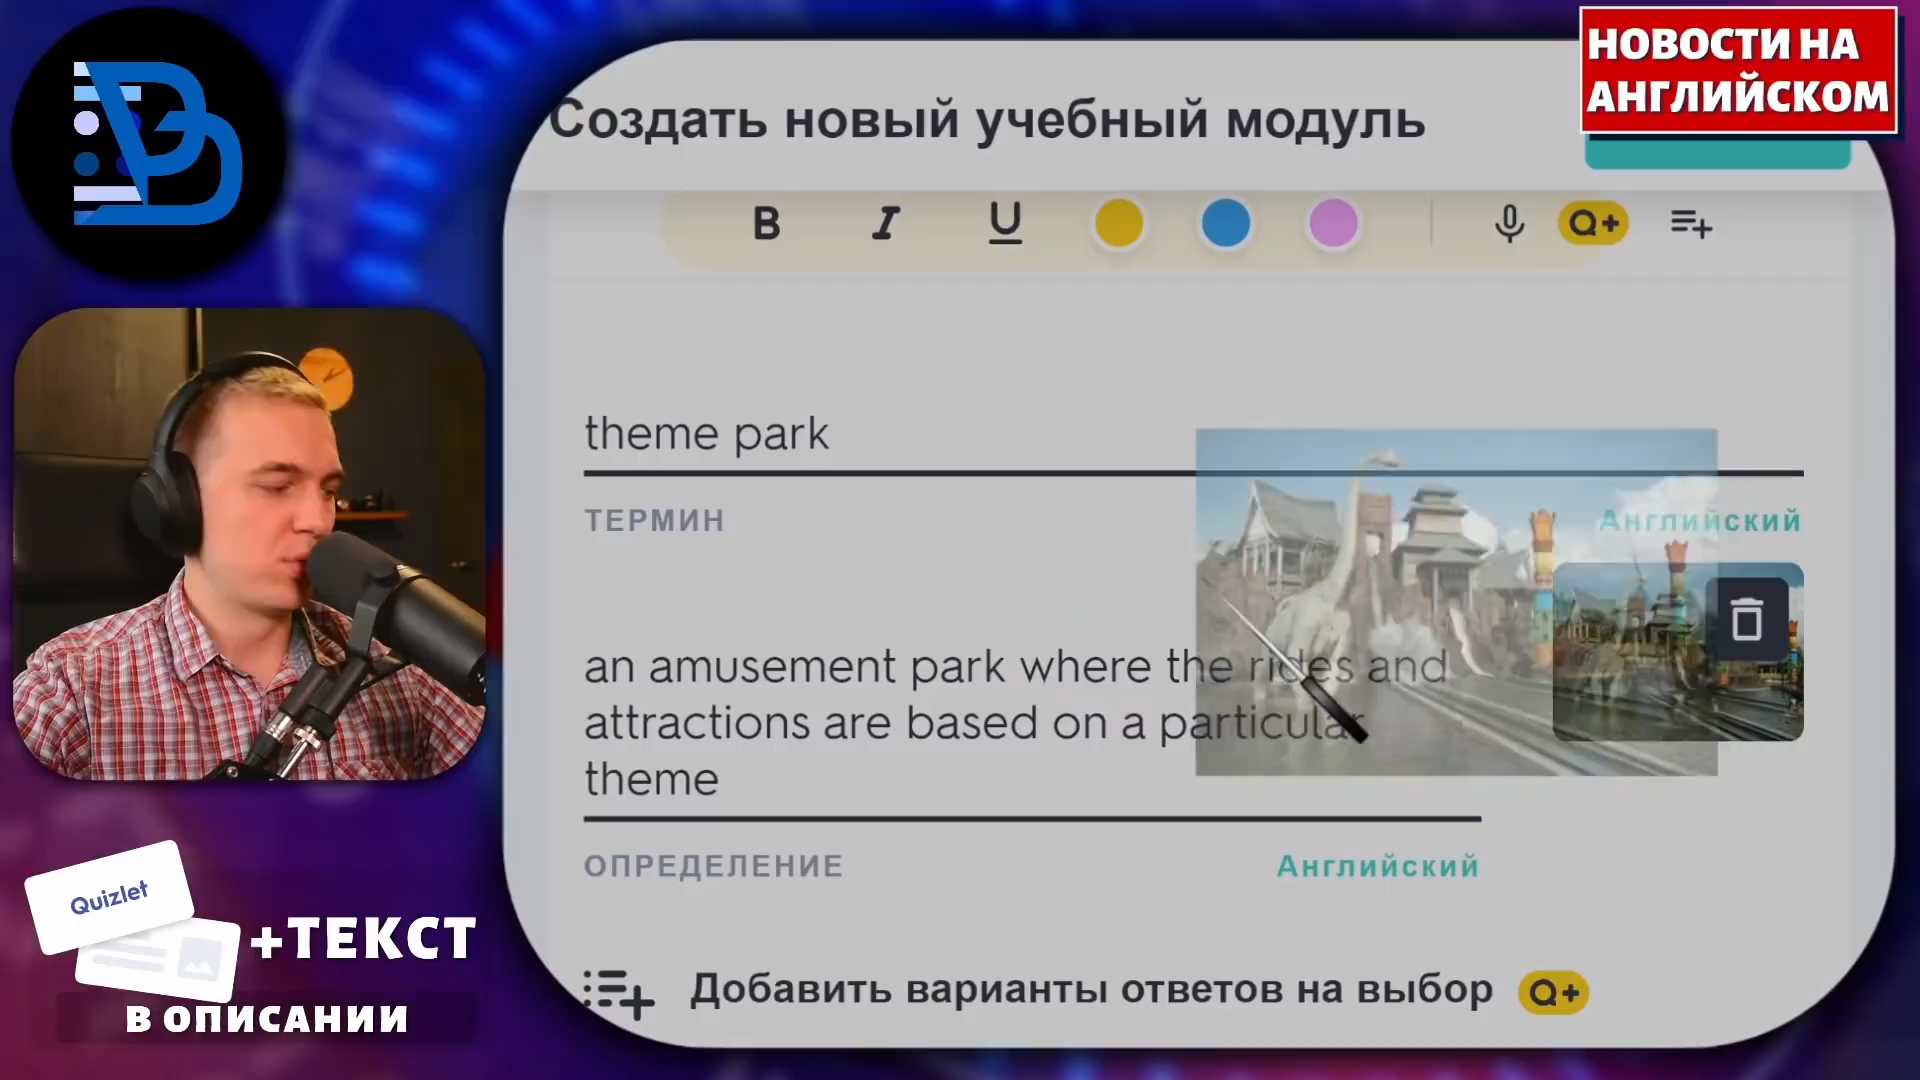 НОВОСТИ НА
АНГЛИЙСКОМ
Создать новый учебный модуль
B I U Q+
theme park
ТЕРМИН
Английский
an amusement park where the rides and
attractions are based on a particular
theme
ОПРЕДЕЛЕНИЕ
Английский
Добавить варианты ответов на выбор Q+
Quizlet
+ТЕКСТ
В ОПИСАНИИ